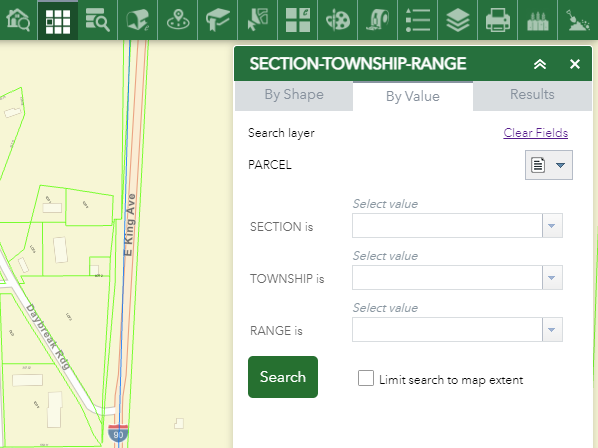 SECTION-TOWNSHIP-RANGE
By Shape
By Value
Results
Search layer
Clear Fields
PARCEL
Select value
SECTION is
Select value
TOWNSHIP is
Select value
RANGE is
Search
Limit search to map extent
E King Ave
Daybreak Rdg
90